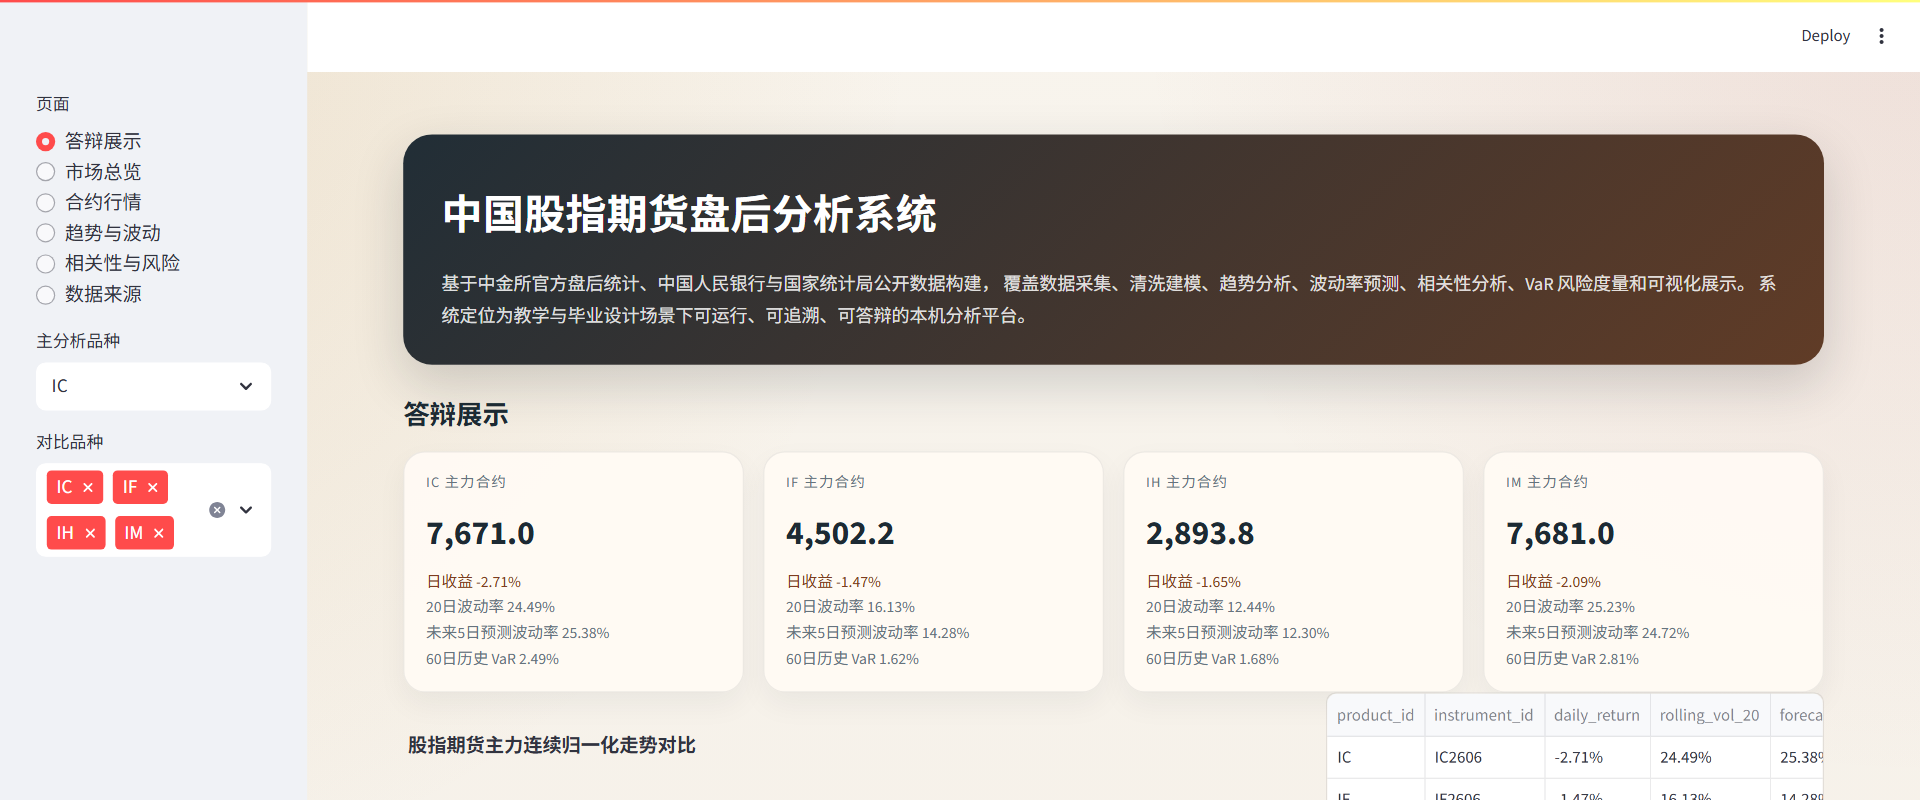 Deploy
页面
答辩展示
市场总览
合约行情
趋势与波动
相关性与风险
数据来源
主分析品种
IC
对比品种
IC
IF
IH
IM
中国股指期货盘后分析系统
基于中金所官方盘后统计、中国人民银行与国家统计局公开数据构建， 覆盖数据采集、清洗建模、趋势分析、波动率预测、相关性分析、VaR 风险度量和可视化展示。 系
统定位为教学与毕业设计场景下可运行、可追溯、可答辩的本机分析平台。
答辩展示
IC 主力合约
7,671.0
日收益 -2.71%
20日波动率 24.49%
未来5日预测波动率 25.38%
60日历史 VaR 2.49%
IF 主力合约
4,502.2
日收益 -1.47%
20日波动率 16.13%
未来5日预测波动率 14.28%
60日历史 VaR 1.62%
IH 主力合约
2,893.8
日收益 -1.65%
20日波动率 12.44%
未来5日预测波动率 12.30%
60日历史 VaR 1.68%
IM 主力合约
7,681.0
日收益 -2.09%
20日波动率 25.23%
未来5日预测波动率 24.72%
60日历史 VaR 2.81%
股指期货主力连续归一化走势对比
product_id instrument_id daily_return rolling_vol_20 foreca
IC IC2606 -2.71% 24.49% 25.38%
IF IF2606 -1.47% 16.13% 14.28%